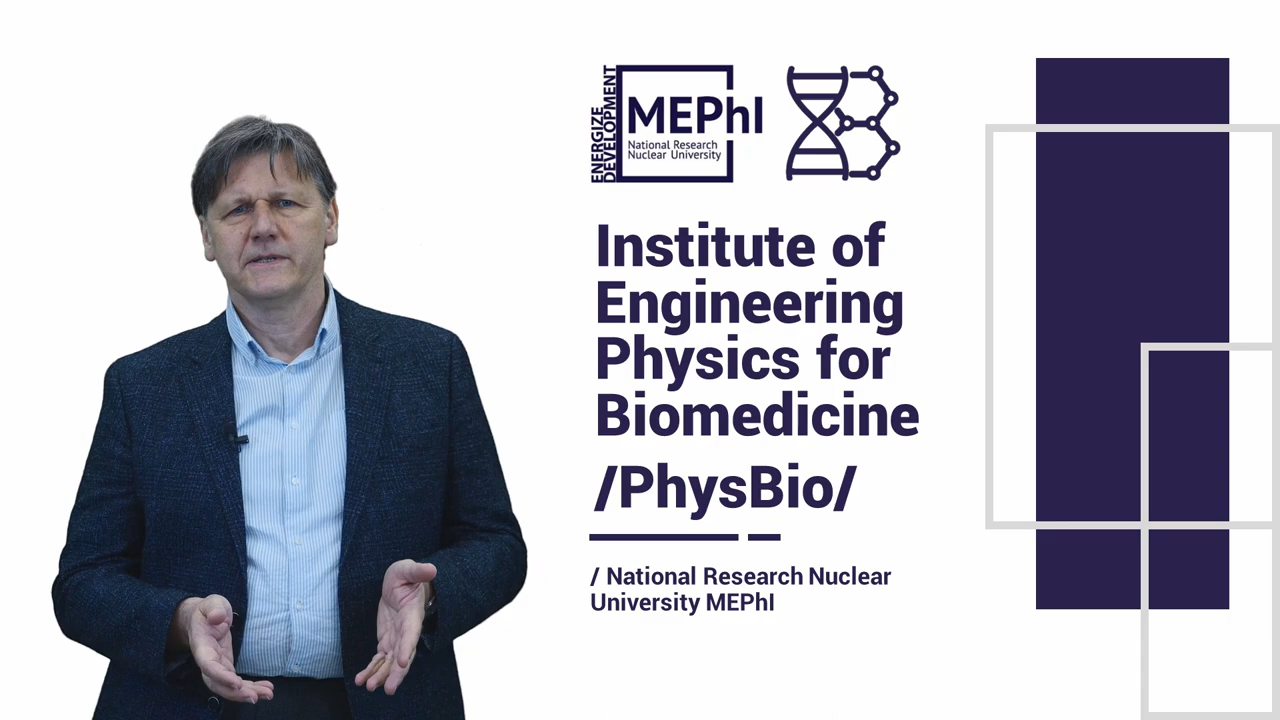 ENERGIZE
DEVELOPMENT
MEPhI
National Research
Nuclear University
Institute of
Engineering
Physics for
Biomedicine
/PhysBio/
/ National Research Nuclear
University MEPhI